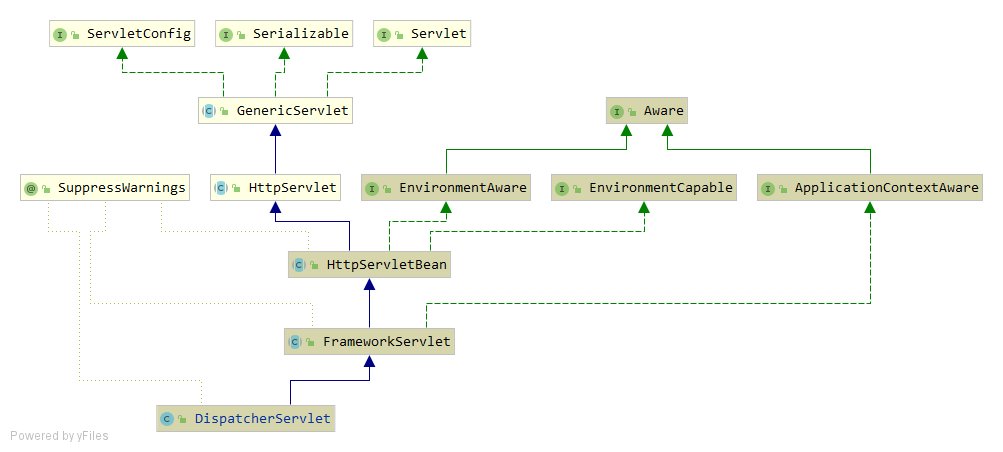 ServletConfig
Serializable
Servlet
GenericServlet
Aware
SuppressWarnings
HttpServlet
EnvironmentAware
EnvironmentCapable
ApplicationContextAware
HttpServletBean
FrameworkServlet
DispatcherServlet
Powered by yFiles